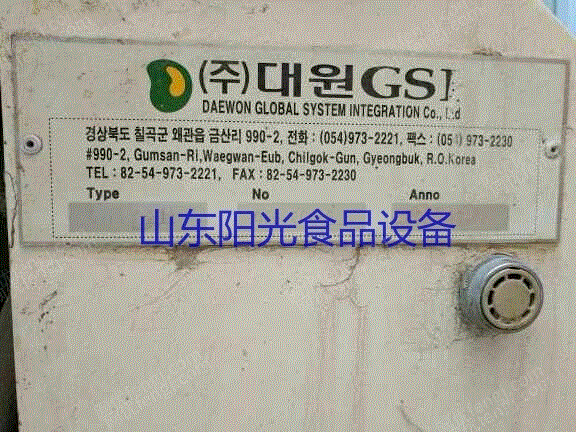 (주)대원GSI
DAEWON GLOBAL SYSTEM INTEGRATION Co., Ltd
경상북도 칠곡군 왜관읍 금산리 990-2, 전화 : (054)973-2221, 팩스 : (054) 973-2230
#990-2, Gumsan-Ri,Waegwan-Eub, Chilgok-Gun, Gyeongbuk, R.O.Korea
TEL : 82-54-973-2221, FAX : 82-54-973-2230
Type No Anno
山东阳光食品设备